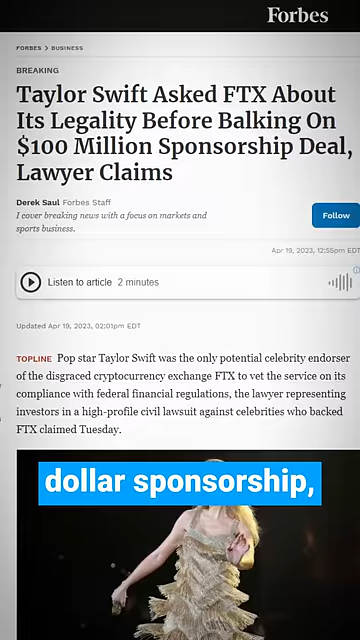 Forbes
FORBES > BUSINESS
BREAKING
Taylor Swift Asked FTX About
Its Legality Before Balking On
$100 Million Sponsorship Deal,
Lawyer Claims
Derek Saul Forbes Staff
I cover breaking news with a focus on markets and
sports business.
Follow
Apr 19, 2023, 12:55pm EDT
Listen to article 2 minutes
Updated Apr 19, 2023, 02:01pm EDT
TOPLINE Pop star Taylor Swift was the only potential celebrity endorser
of the disgraced cryptocurrency exchange FTX to vet the service on its
compliance with federal financial regulations, the lawyer representing
investors in a high-profile civil lawsuit against celebrities who backed
FTX claimed Tuesday.
dollar sponsorship,